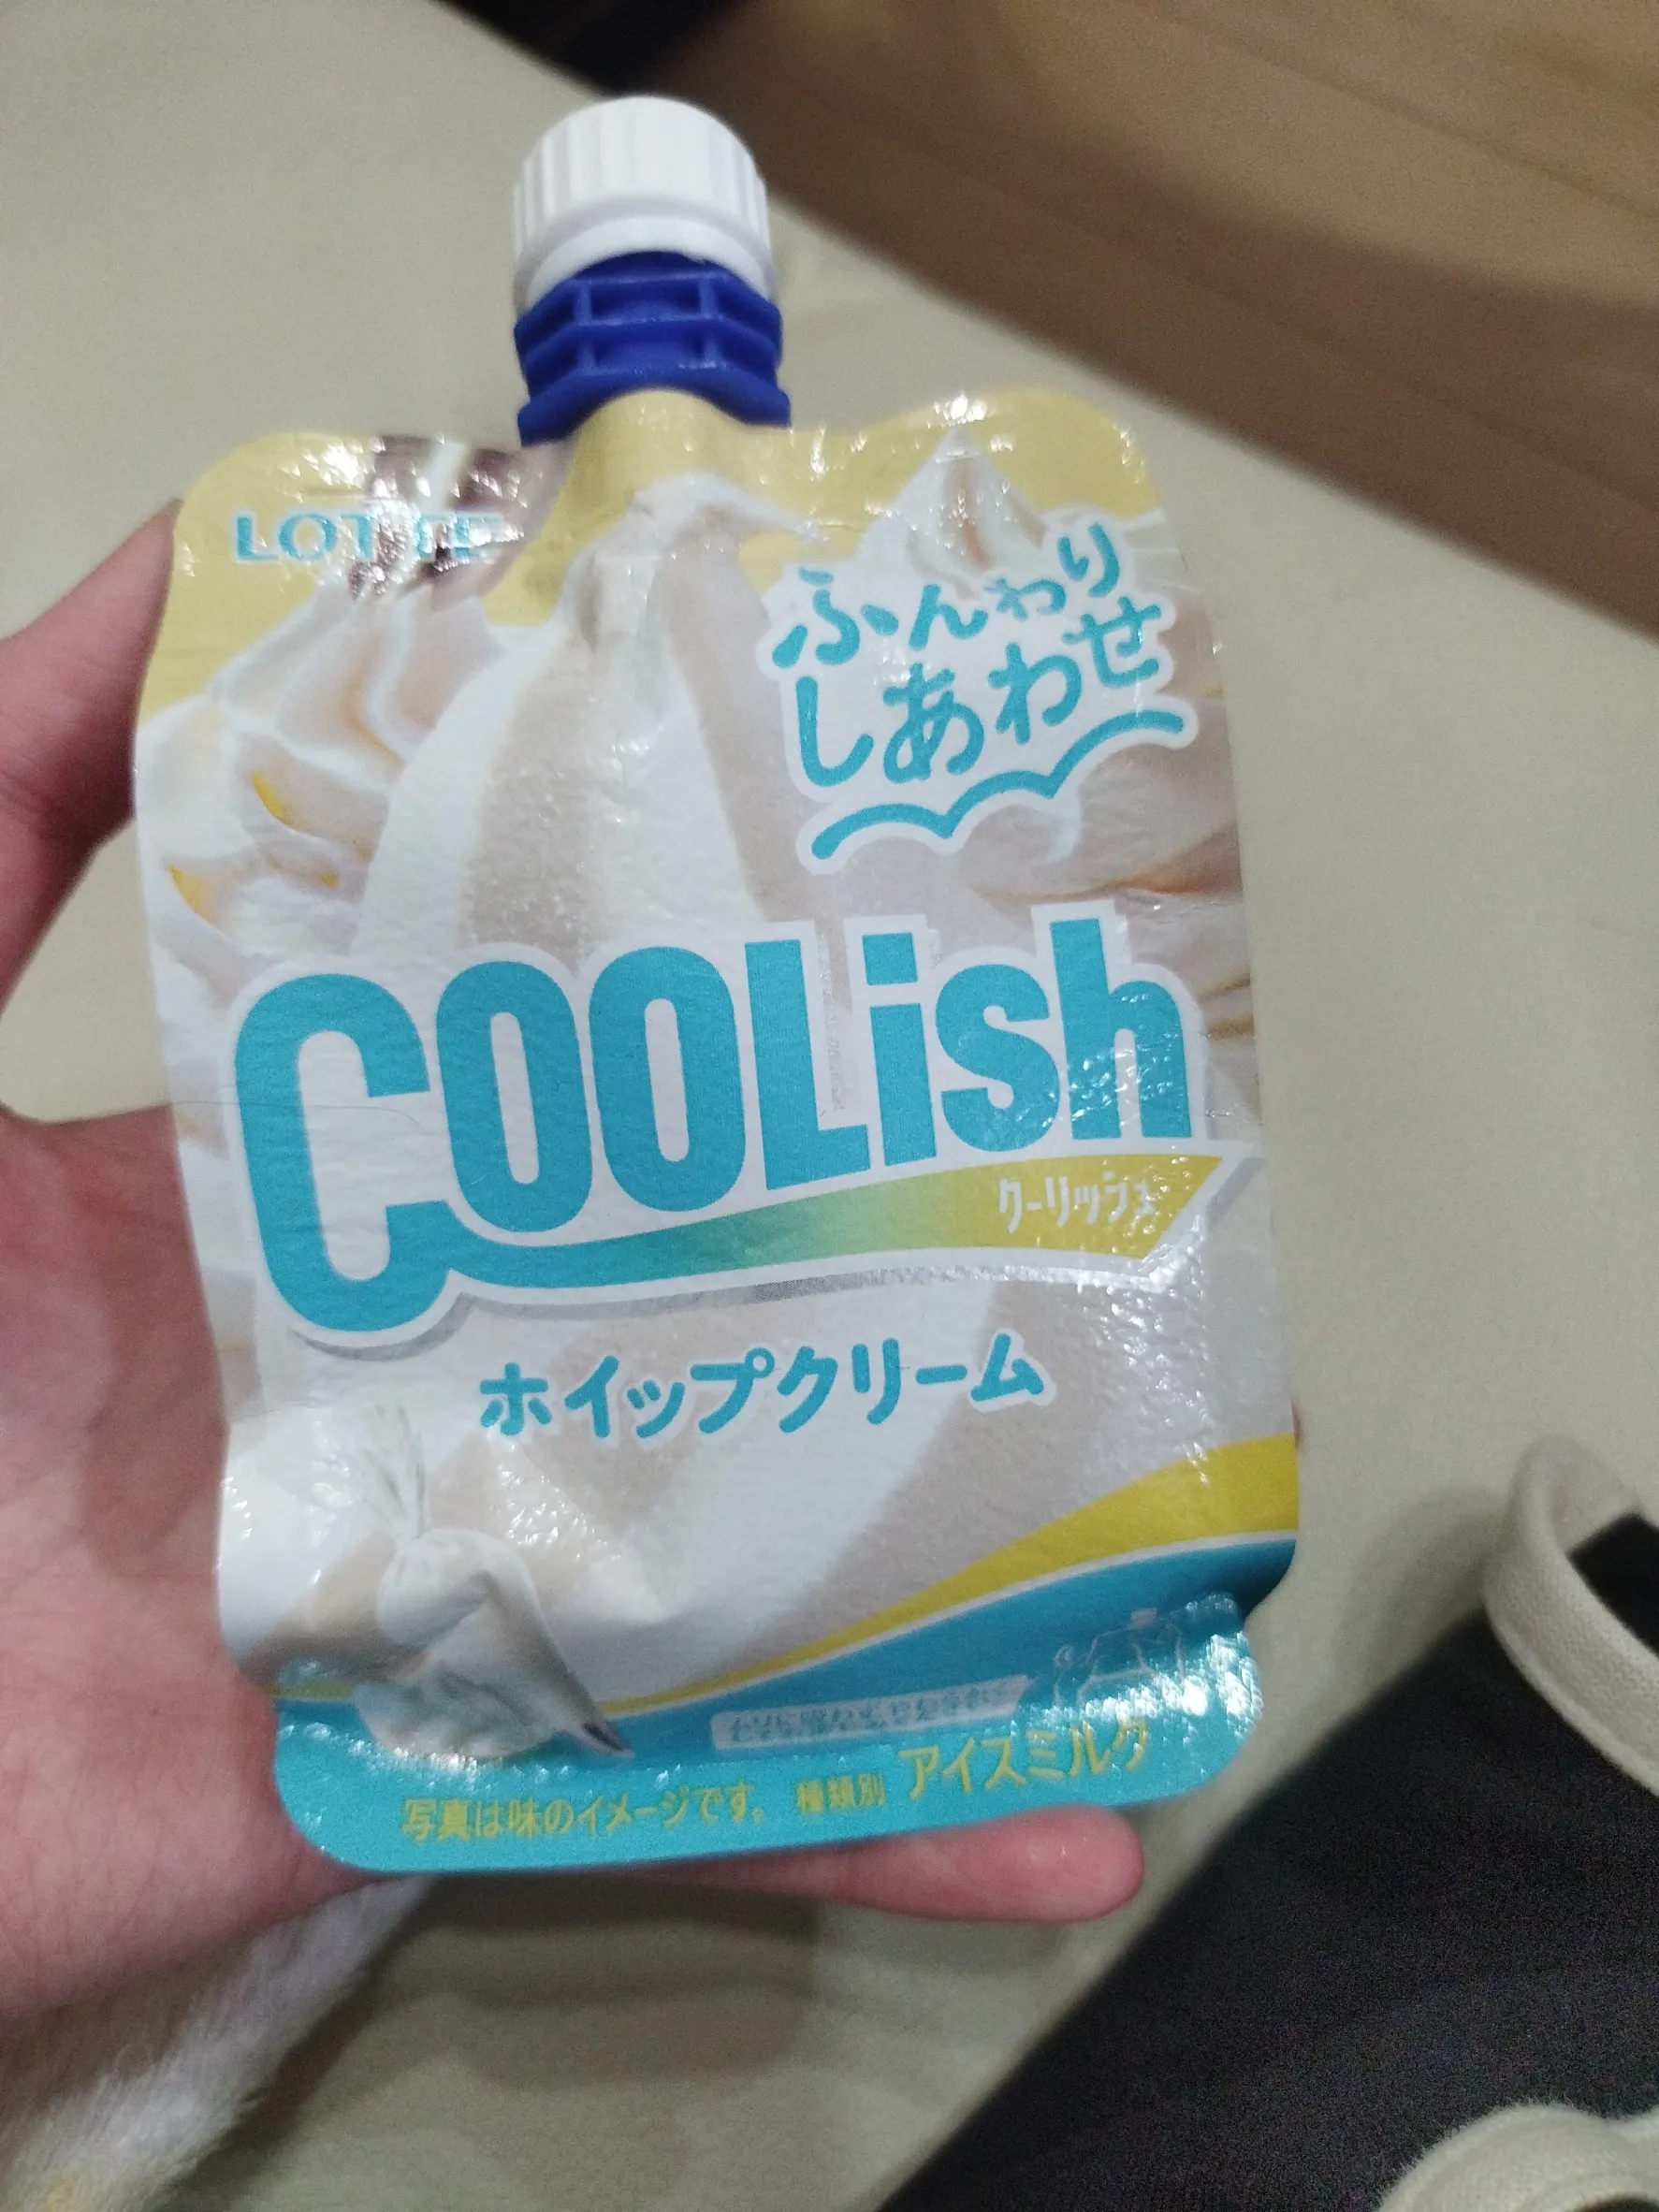 LOTTE
ふんわり
しあわせ
COOLish
クーリッシュ
ホイップクリーム
写真は味のイメージです。 種類別 アイスミルク